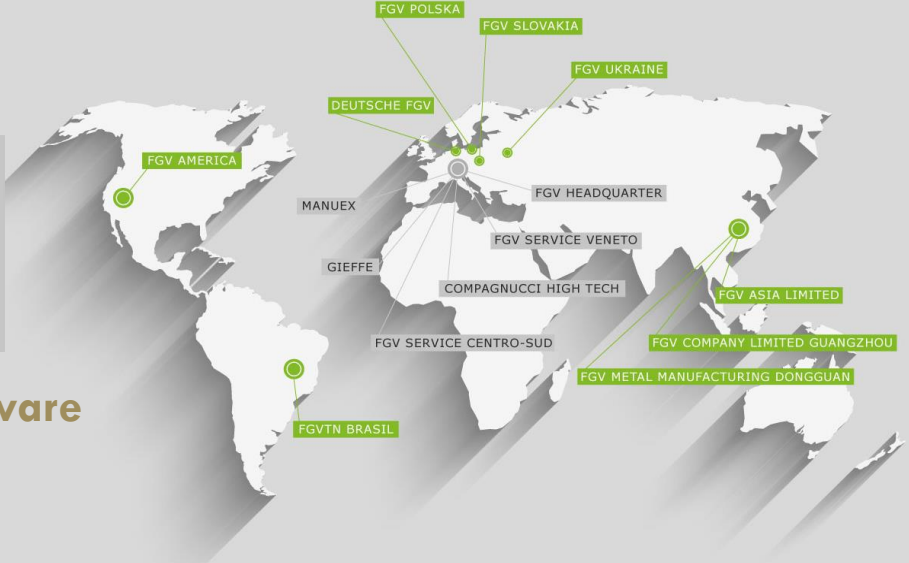 FGV POLSKA
FGV SLOVAKIA
FGV UKRAINE
DEUTSCHE FGV
FGV AMERICA
FGV HEADQUARTER
MANUEX
FGV SERVICE VENETO
GIEFFE
COMPAGNUCCI HIGH TECH
FGV ASIA LIMITED
FGV SERVICE CENTRO-SUD
FGV COMPANY LIMITED GUANGZHOU
FGV METAL MANUFACTURING DONGGUAN
vare
FGVTN BRASIL